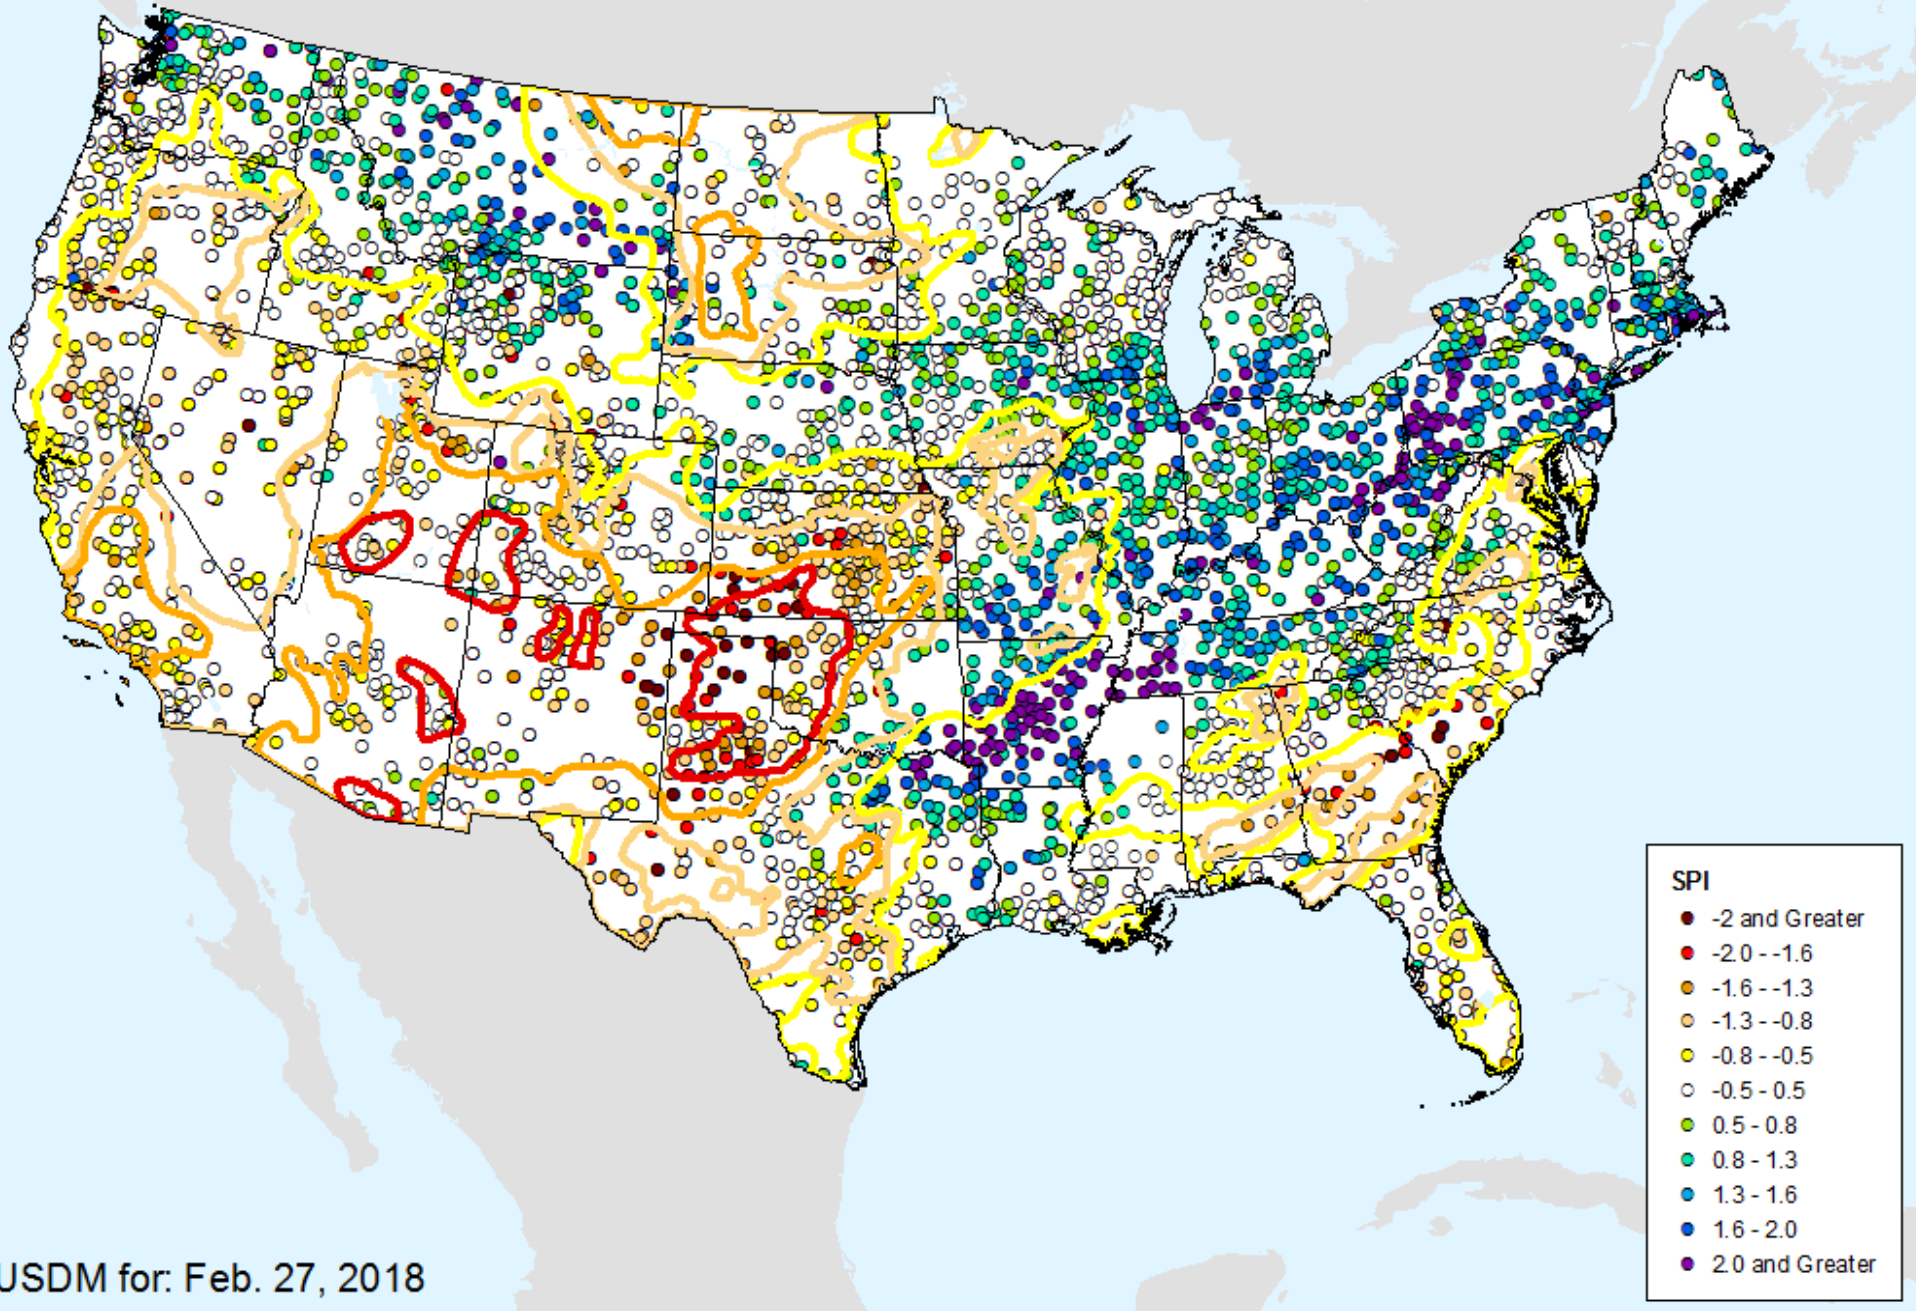 SPI
-2 and Greater
-2.0 - -1.6
-1.6 - -1.3
-1.3 - -0.8
-0.8 - -0.5
-0.5 - 0.5
0.5 - 0.8
0.8 - 1.3
1.3 - 1.6
1.6 - 2.0
2.0 and Greater
USDM for: Feb. 27, 2018